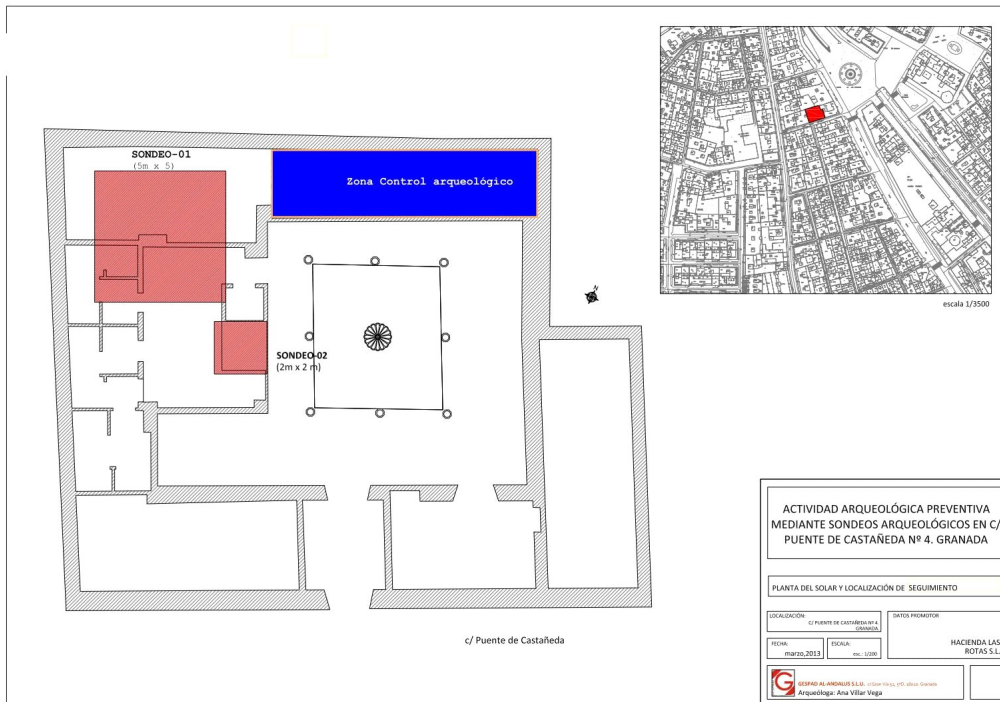 SONDEO-01
(5m x 5)
Zona Control arqueológico
N
escala 1/3500
SONDEO-02
(2m x 2 m)
c/ Puente de Castañeda
ACTIVIDAD ARQUEOLÓGICA PREVENTIVA
MEDIANTE SONDEOS ARQUEOLÓGICOS EN C/
PUENTE DE CASTAÑEDA Nº 4. GRANADA
PLANTA DEL SOLAR Y LOCALIZACIÓN DE SEGUIMIENTO
LOCALIZACIÓN:
C/ PUENTE DE CASTAÑEDA Nº 4.
GRANADA.
DATOS PROMOTOR
HACIENDA LAS
ROTAS S.L.
FECHA:
marzo,2013
ESCALA:
esc.: 1/200
G
GESPAD AL-ANDALUS S.L.U. Granada
Arqueóloga: Ana Villar Vega